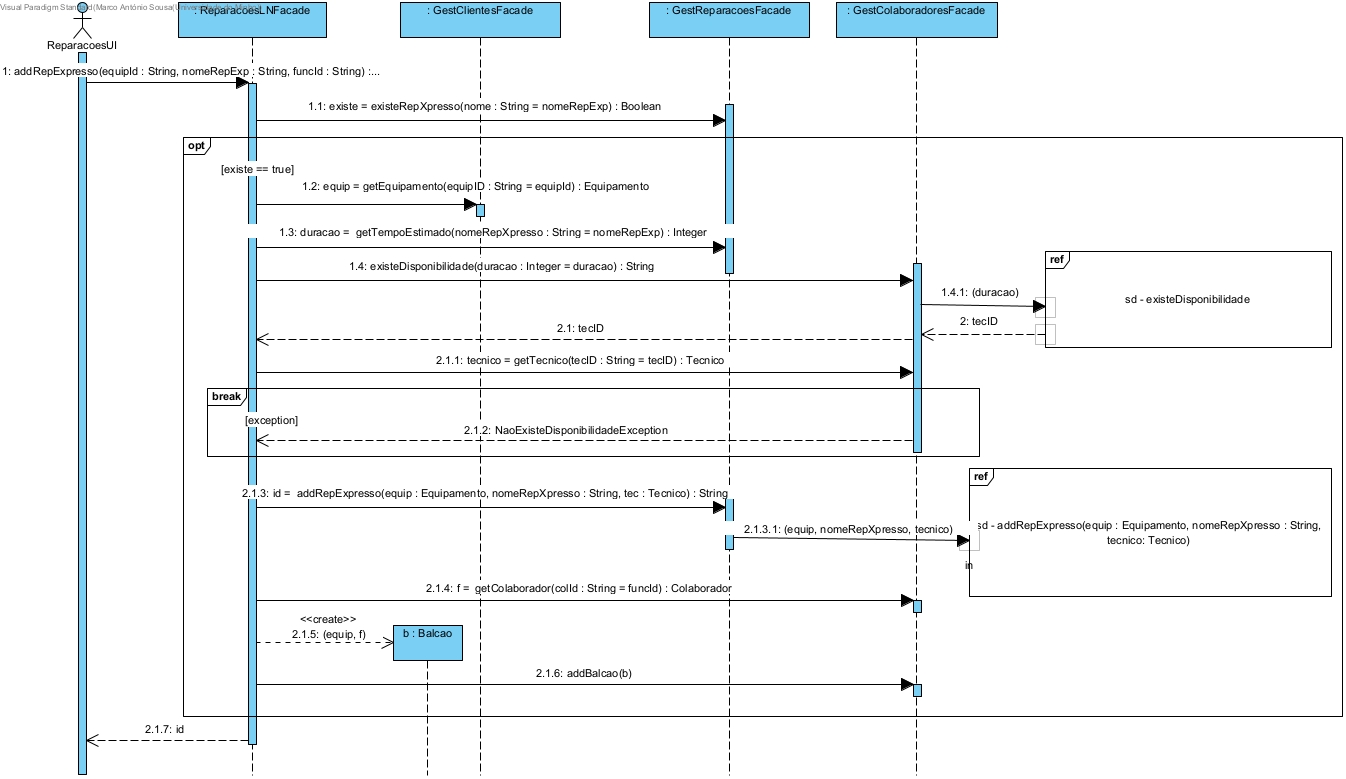 Visual Paradigm Standard(Marco António Sousa(Universidade do Minho))
: ReparacoesLNFacade
: GestClientesFacade
: GestReparacoesFacade
: GestColaboradoresFacade
ReparacoesUI
1: addRepExpresso(equipId : String, nomeRepExp : String, funcId : String) :...
1.1: existe = existeRepXpresso(nome : String = nomeRepExp) : Boolean
opt
[existe == true]
1.2: equip = getEquipamento(equipID : String = equipId) : Equipamento
1.3: duracao = getTempoEstimado(nomeRepXpresso : String = nomeRepExp) : Integer
1.4: existeDisponibilidade(duracao : Integer = duracao) : String
ref
1.4.1: (duracao)
sd - existeDisponibilidade
2: tecID
2.1: tecID
2.1.1: tecnico = getTecnico(tecID : String = tecID) : Tecnico
break
[exception]
2.1.2: NaoExisteDisponibilidadeException
ref
2.1.3: id = addRepExpresso(equip : Equipamento, nomeRepXpresso : String, tec : Tecnico) : String
2.1.3.1: (equip, nomeRepXpresso, tecnico)
sd - addRepExpresso(equip : Equipamento, nomeRepXpresso : String,
tecnico: Tecnico)
in
2.1.4: f = getColaborador(colId : String = funcId) : Colaborador
<<create>>
2.1.5: (equip, f)
b : Balcao
2.1.6: addBalcao(b)
2.1.7: id